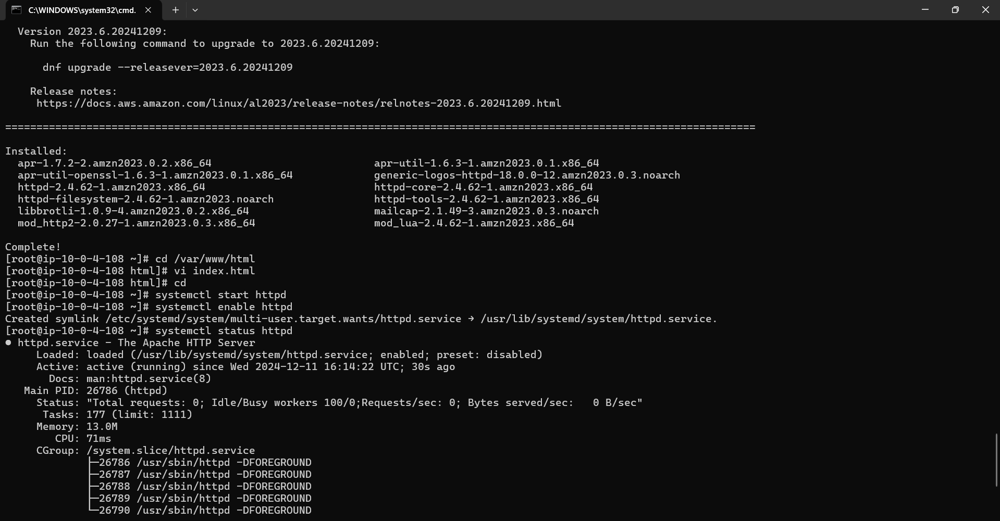 C:\WINDOWS\system32\cmd.
Version 2023.6.20241209:
Run the following command to upgrade to 2023.6.20241209:
dnf upgrade --releasever=2023.6.20241209
Release notes:
https://docs.aws.amazon.com/linux/al2023/release-notes/relnotes-2023.6.20241209.html
========================================================================================================================
Installed:
apr-1.7.2-2.amzn2023.0.2.x86_64 apr-util-1.6.3-1.amzn2023.0.1.x86_64
apr-util-openssl-1.6.3-1.amzn2023.0.1.x86_64 generic-logos-httpd-18.0.0-12.amzn2023.0.3.noarch
httpd-2.4.62-1.amzn2023.x86_64 httpd-core-2.4.62-1.amzn2023.x86_64
httpd-filesystem-2.4.62-1.amzn2023.noarch httpd-tools-2.4.62-1.amzn2023.x86_64
libbrotli-1.0.9-4.amzn2023.0.2.x86_64 mailcap-2.1.49-3.amzn2023.0.3.noarch
mod_http2-2.0.27-1.amzn2023.0.3.x86_64 mod_lua-2.4.62-1.amzn2023.x86_64
Complete!
[root@ip-10-0-4-108 ~]# cd /var/www/html
[root@ip-10-0-4-108 html]# vi index.html
[root@ip-10-0-4-108 html]# cd
[root@ip-10-0-4-108 ~]# systemctl start httpd
[root@ip-10-0-4-108 ~]# systemctl enable httpd
Created symlink /etc/systemd/system/multi-user.target.wants/httpd.service → /usr/lib/systemd/system/httpd.service.
[root@ip-10-0-4-108 ~]# systemctl status httpd
● httpd.service - The Apache HTTP Server
Loaded: loaded (/usr/lib/systemd/system/httpd.service; enabled; preset: disabled)
Active: active (running) since Wed 2024-12-11 16:14:22 UTC; 30s ago
Docs: man:httpd.service(8)
Main PID: 26786 (httpd)
Status: "Total requests: 0; Idle/Busy workers 100/0;Requests/sec: 0; Bytes served/sec:   0 B/sec"
Tasks: 177 (limit: 1111)
Memory: 13.0M
CPU: 71ms
CGroup: /system.slice/httpd.service
├─26786 /usr/sbin/httpd -DFOREGROUND
├─26787 /usr/sbin/httpd -DFOREGROUND
├─26788 /usr/sbin/httpd -DFOREGROUND
├─26789 /usr/sbin/httpd -DFOREGROUND
└─26790 /usr/sbin/httpd -DFOREGROUND